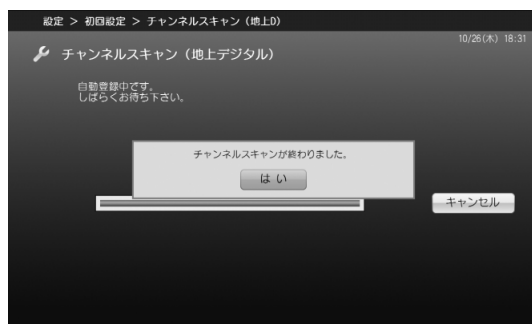 設定 > 初回設定 > チャンネルスキャン（地上D）
10/26(木) 18:31
チャンネルスキャン（地上デジタル）
自動登録中です。
しばらくお待ち下さい。
チャンネルスキャンが終わりました。
はい
キャンセル